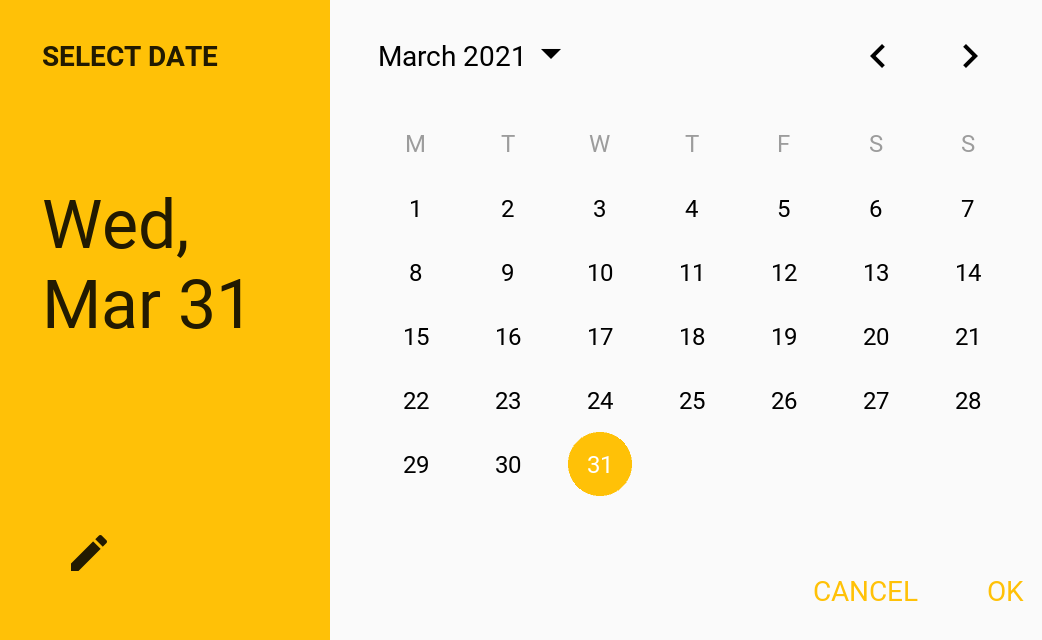 SELECT DATE
Wed,
Mar 31
March 2021
M T W T F S S
1 2 3 4 5 6 7
8 9 10 11 12 13 14
15 16 17 18 19 20 21
22 23 24 25 26 27 28
29 30 31
CANCEL OK